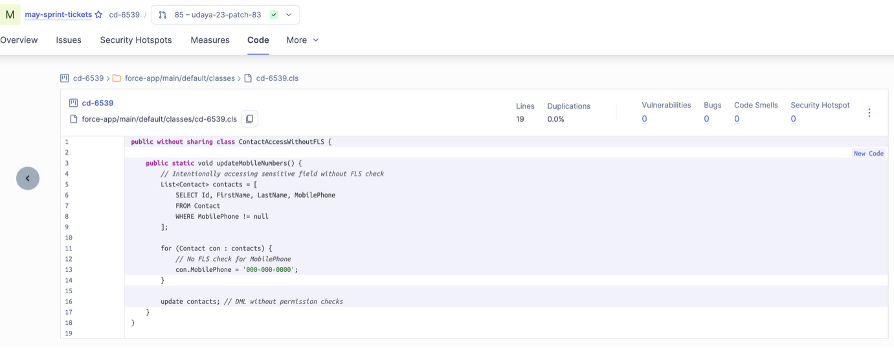 M may-sprint-tickets cd-6539 / 85 – udaya-23-patch-83
Overview Issues Security Hotspots Measures Code More
cd-6539 > force-app/main/default/classes > cd-6539.cls
cd-6539
force-app/main/default/classes/cd-6539.cls
Lines Duplications Vulnerabilities Bugs Code Smells Security Hotspot
19 0.0% 0 0 0 0
1 public without sharing class ContactAccessWithoutFLS {
2 New Code
3 public static void updateMobileNumbers() {
4 // Intentionally accessing sensitive field without FLS check
5 List<Contact> contacts = [
6 SELECT Id, FirstName, LastName, MobilePhone
7 FROM Contact
8 WHERE MobilePhone != null
9 ];
10
11 for (Contact con : contacts) {
12 // No FLS check for MobilePhone
13 con.MobilePhone = '000-000-0000';
14 }
15
16 update contacts; // DML without permission checks
17 }
18 }
19